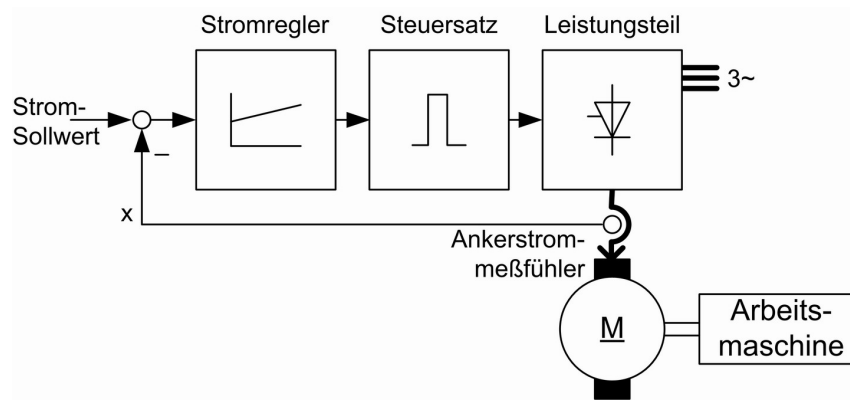 Stromregler
Steuersatz
Leistungsteil
3~
Strom-
Sollwert
–
x
Ankerstrom-
meßfühler
M
Arbeits-
maschine